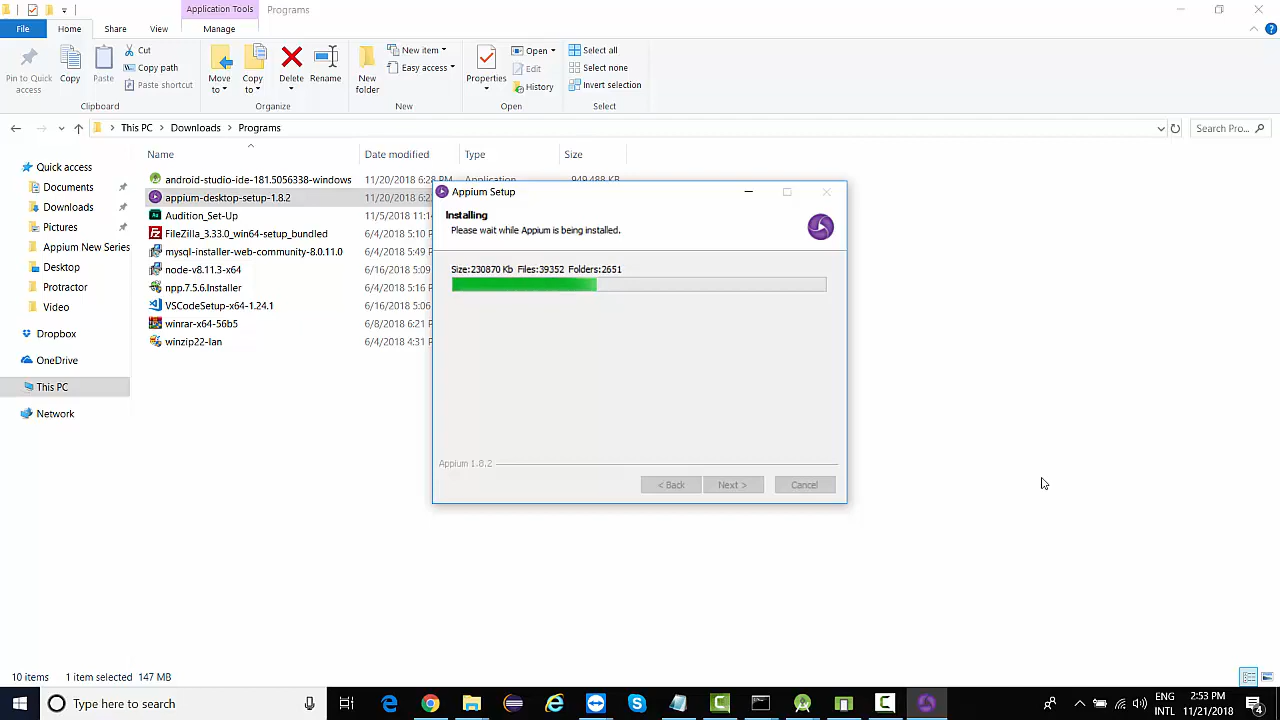 Application Tools Programs
File Home Share View Manage
Pin to Quick access
Copy
Paste
Cut
Copy path
Paste shortcut
Clipboard
Move to
Copy to
Delete
Rename
Organize
New folder
New item
Easy access
New
Properties
Open
Edit
History
Open
Select all
Select none
Invert selection
Select
This PC > Downloads > Programs
Search Pro...
Name Date modified Type Size
Quick access
Documents
Downloads
Pictures
Appium New Series
Desktop
Protractor
Video
Dropbox
OneDrive
This PC
Network
android-studio-ide-181.5056338-windows 11/20/2018 6:28 PM Application 949,488 KB
appium-desktop-setup-1.8.2 11/20/2018 6:2
Audition_Set-Up 11/5/2018 11:14
FileZilla_3.33.0_win64-setup_bundled 6/4/2018 5:10 P
mysql-installer-web-community-8.0.11.0 6/4/2018 5:49 P
node-v8.11.3-x64 6/16/2018 5:09
npp.7.5.6.Installer 6/4/2018 5:16 P
VSCodeSetup-x64-1.24.1 6/16/2018 5:06
winrar-x64-56b5 6/8/2018 6:21 P
winzip22-lan 6/4/2018 4:31 P
Appium Setup
Installing
Please wait while Appium is being installed.
Size:230870 Kb Files:39352 Folders:2651
Appium 1.8.2
< Back Next > Cancel
10 items 1 item selected 147 MB
Type here to search
ENG
INTL
2:53 PM
11/21/2018
4